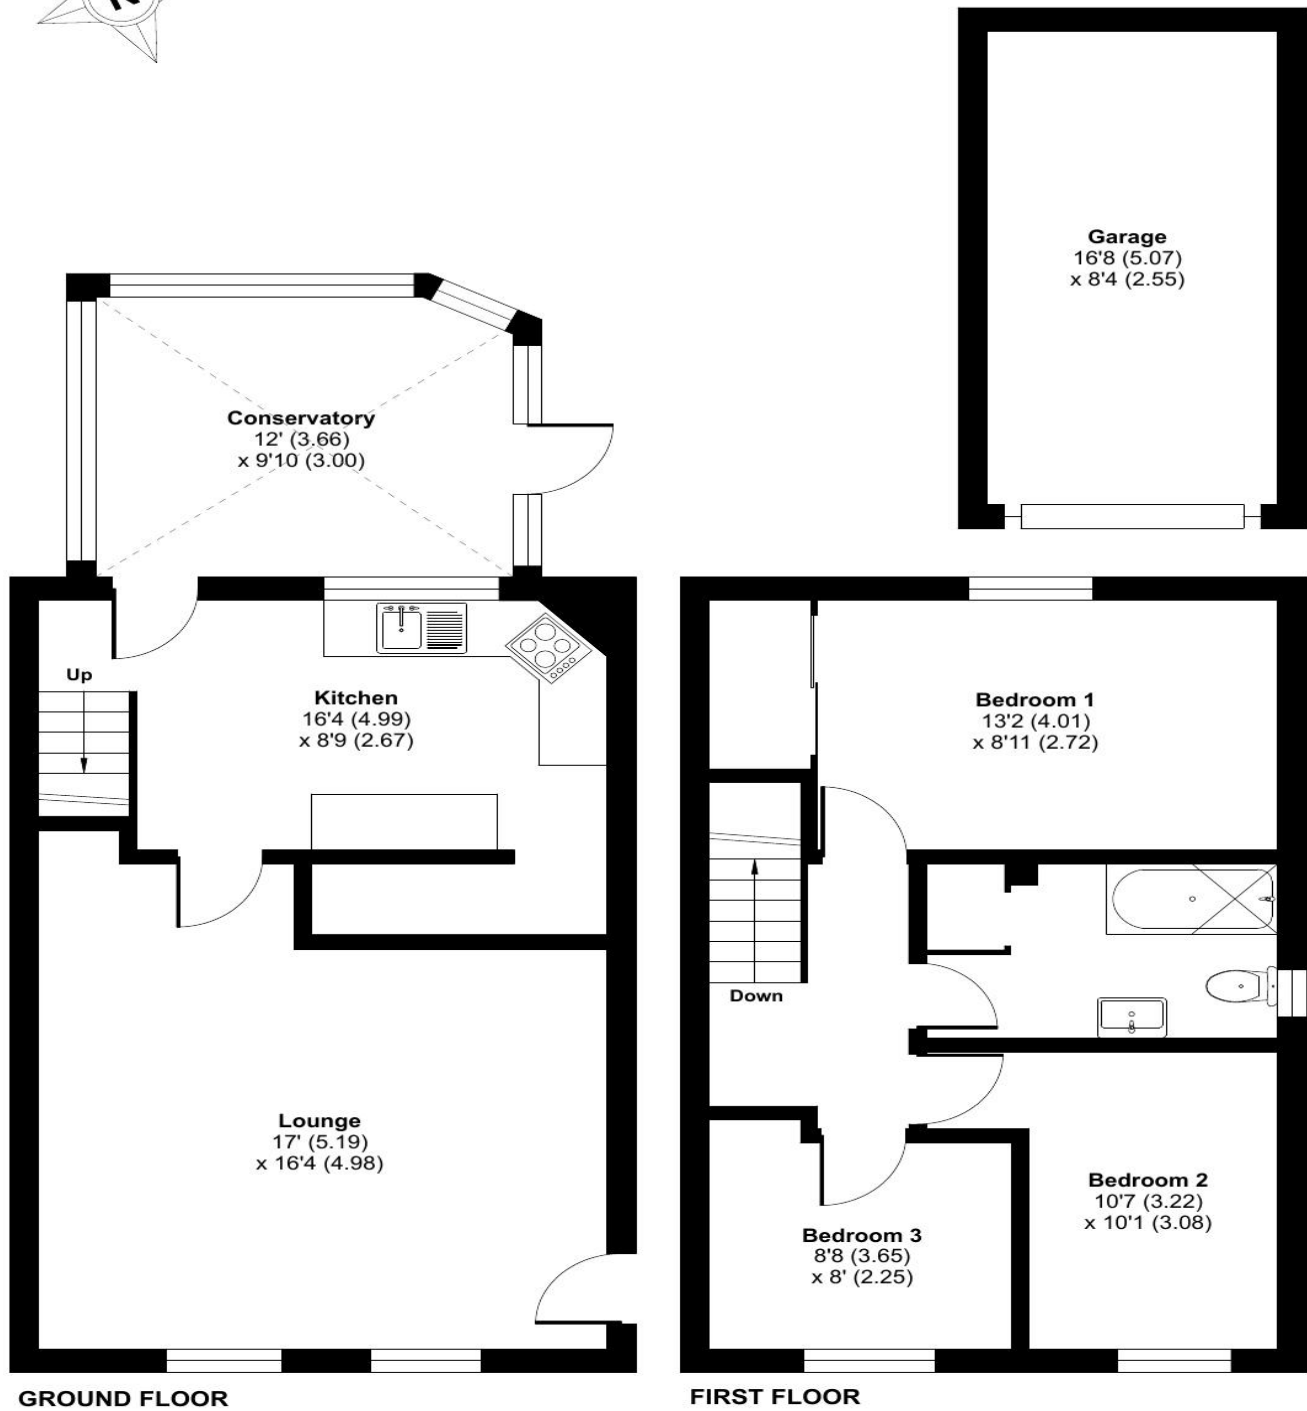 Garage
16'8 (5.07)
x 8'4 (2.55)
Conservatory
12' (3.66)
x 9'10 (3.00)
Up
Kitchen
16'4 (4.99)
x 8'9 (2.67)
Bedroom 1
13'2 (4.01)
x 8'11 (2.72)
Down
Lounge
17' (5.19)
x 16'4 (4.98)
Bedroom 2
10'7 (3.22)
x 10'1 (3.08)
Bedroom 3
8'8 (3.65)
x 8' (2.25)
GROUND FLOOR
FIRST FLOOR